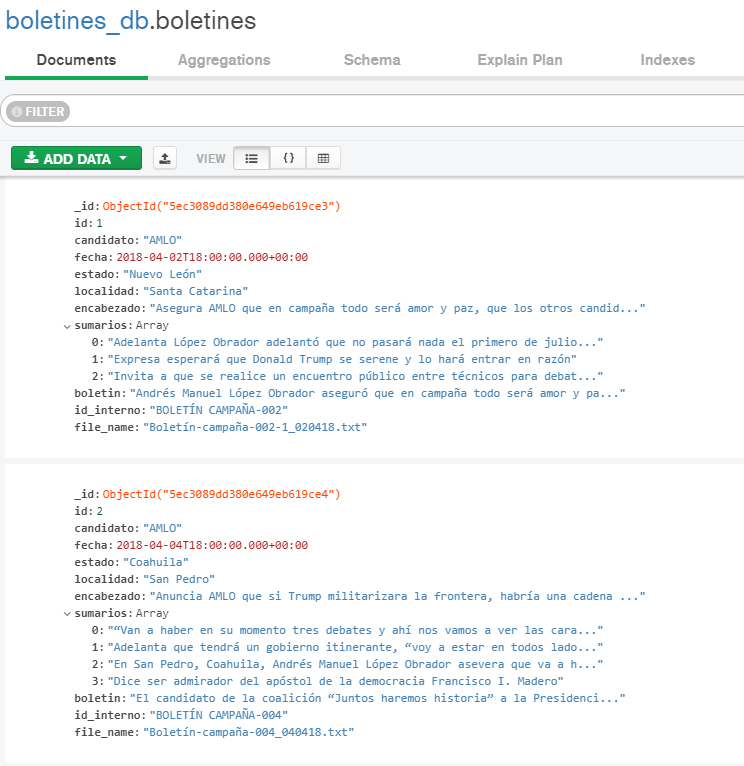 boletines_db.boletines
Documents Aggregations Schema Explain Plan Indexes
FILTER
ADD DATA VIEW { }
_id: ObjectId("5ec3089dd380e649eb619ce3")
id: 1
candidato: "AMLO"
fecha: 2018-04-02T18:00:00.000+00:00
estado: "Nuevo León"
localidad: "Santa Catarina"
encabezado: "Asegura AMLO que en campaña todo será amor y paz, que los otros candid..."
sumarios: Array
0: "Adelanta López Obrador adelantó que no pasará nada el primero de julio..."
1: "Expresa esperará que Donald Trump se serene y lo hará entrar en razón"
2: "Invita a que se realice un encuentro público entre técnicos para debat..."
boletin: "Andrés Manuel López Obrador aseguró que en campaña todo será amor y pa..."
id_interno: "BOLETÍN CAMPAÑA-002"
file_name: "Boletín-campaña-002-1_020418.txt"
_id: ObjectId("5ec3089dd380e649eb619ce4")
id: 2
candidato: "AMLO"
fecha: 2018-04-04T18:00:00.000+00:00
estado: "Coahuila"
localidad: "San Pedro"
encabezado: "Anuncia AMLO que si Trump militarizara la frontera, habría una cadena ..."
sumarios: Array
0: "“Van a haber en su momento tres debates y ahí nos vamos a ver las cara..."
1: "Adelanta que tendrá un gobierno itinerante, “voy a estar en todos lado..."
2: "En San Pedro, Coahuila, Andrés Manuel López Obrador asevera que va a h..."
3: "Dice ser admirador del apóstol de la democracia Francisco I. Madero"
boletin: "El candidato de la coalición “Juntos haremos historia” a la Presidenci..."
id_interno: "BOLETÍN CAMPAÑA-004"
file_name: "Boletín-campaña-004_040418.txt"